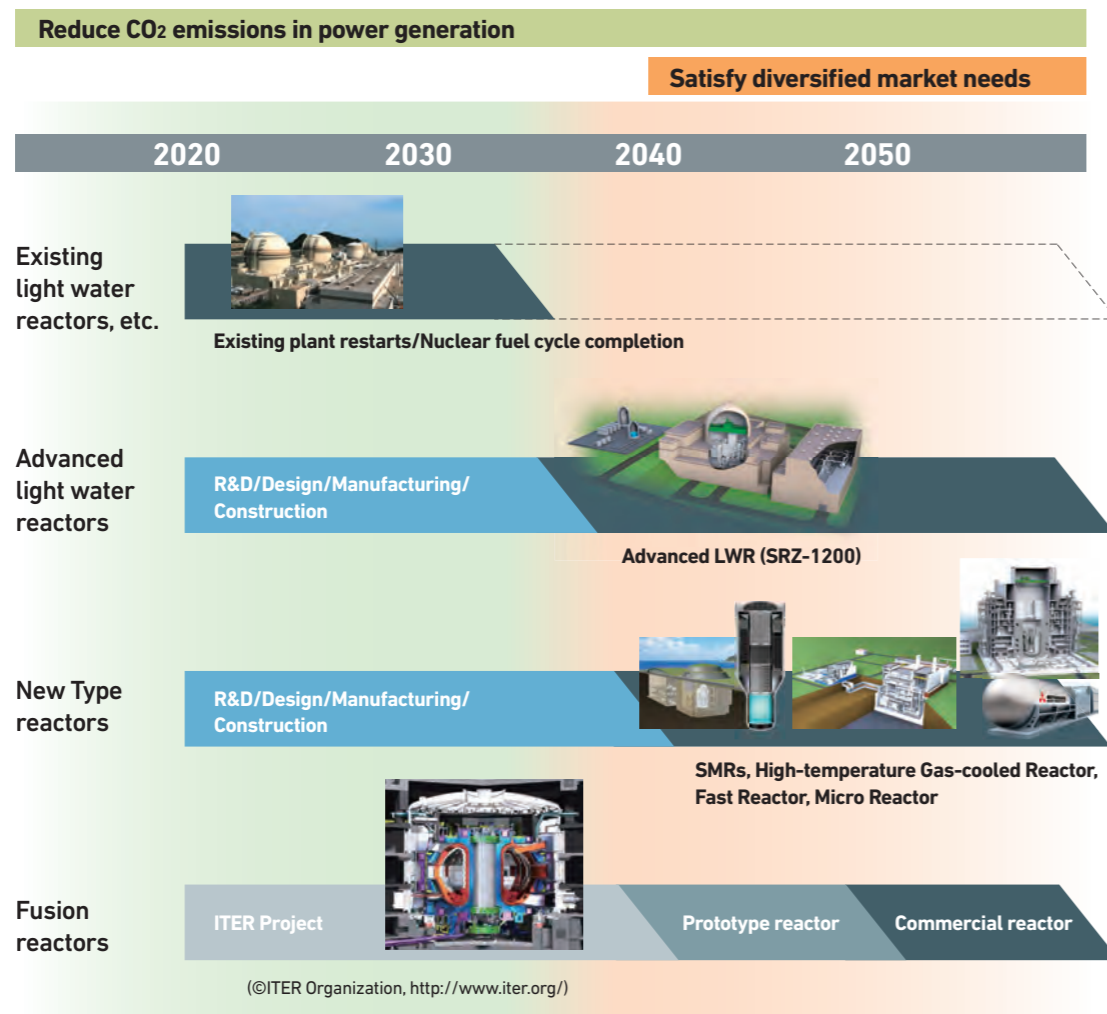 Reduce CO2 emissions in power generation
Satisfy diversified market needs
2020 2030 2040 2050
Existing
light water
reactors, etc.
Existing plant restarts/Nuclear fuel cycle completion
Advanced
light water
reactors
R&D/Design/Manufacturing/
Construction
Advanced LWR (SRZ-1200)
New Type
reactors
R&D/Design/Manufacturing/
Construction
SMRs, High-temperature Gas-cooled Reactor,
Fast Reactor, Micro Reactor
Fusion
reactors
ITER Project
Prototype reactor
Commercial reactor
(©ITER Organization, http://www.iter.org/)